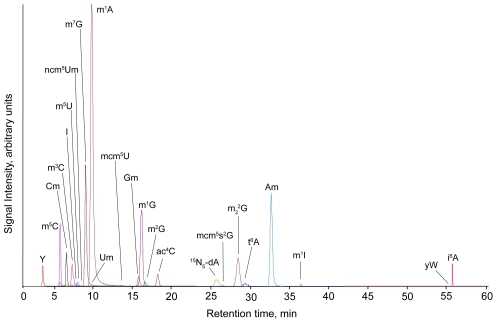 m¹A
m⁷G
ncm⁵Um
m⁵U
I
m³C
Cm
m⁵C
Y
Um
mcm⁵U
Gm
m¹G
m²G
ac⁴C
¹⁵N₅-dA
mcm⁵s²G
m₂²G
t⁶A
Am
m¹I
yW
i⁶A
Signal Intensity, arbitrary units
0 5 10 15 20 25 30 35 40 45 50 55 60
Retention time, min